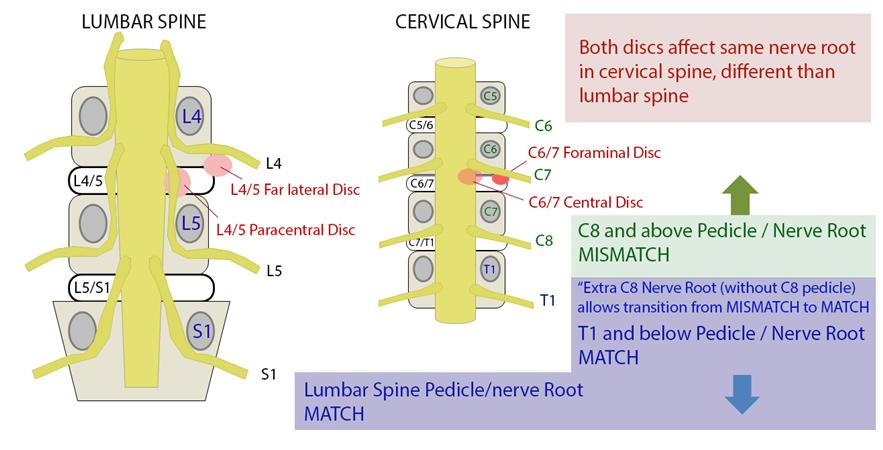 LUMBAR SPINE
L4
L4
L4/5
L4/5 Far lateral Disc
L4/5 Paracentral Disc
L5
L5
L5/S1
S1
S1
CERVICAL SPINE
C5
C5/6
C6
C6
C6/7 Foraminal Disc
C7
C6/7
C6/7 Central Disc
C7
C7/T1
C8
T1
T1
Both discs affect same nerve root
in cervical spine, different than
lumbar spine
C8 and above Pedicle / Nerve Root
MISMATCH
“Extra C8 Nerve Root (without C8 pedicle)
allows transition from MISMATCH to MATCH
T1 and below Pedicle / Nerve Root
MATCH
Lumbar Spine Pedicle/nerve Root
MATCH